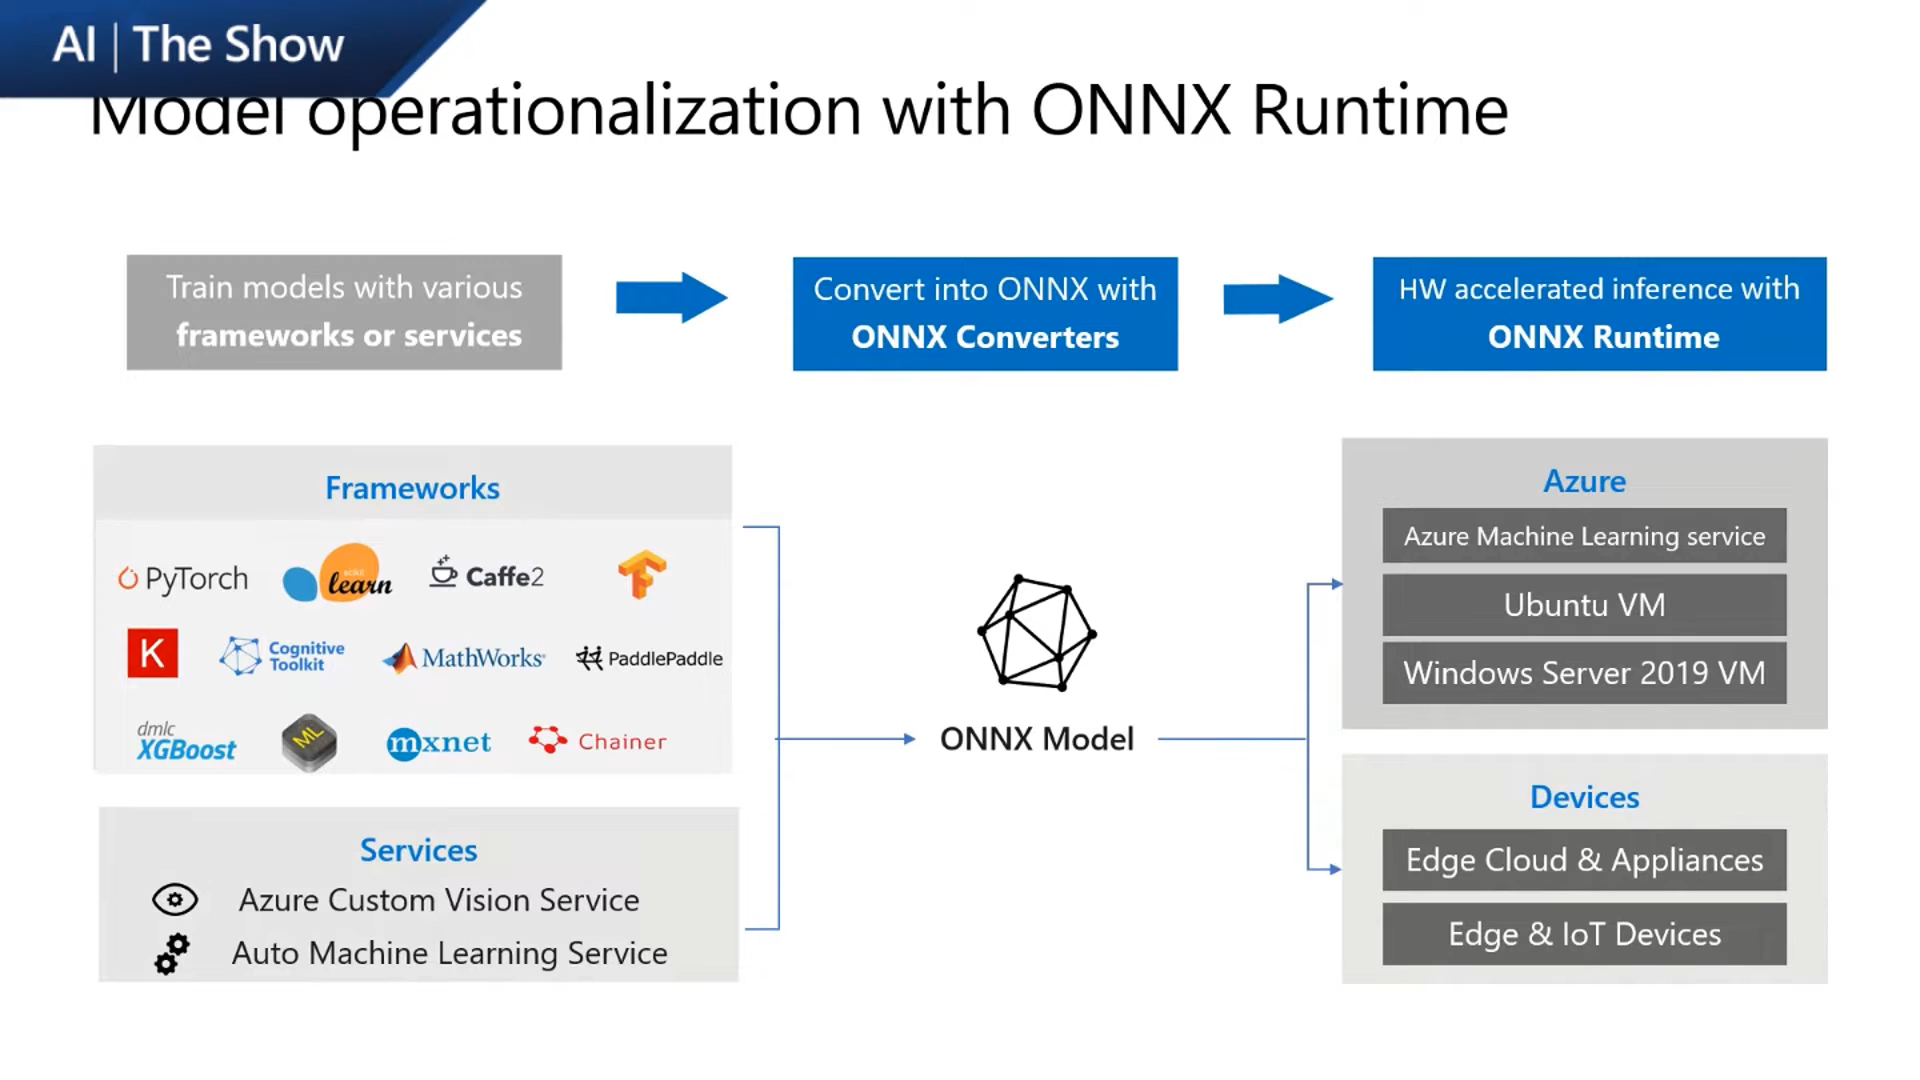 AI | The Show
Model operationalization with ONNX Runtime
Train models with various
frameworks or services
Convert into ONNX with
ONNX Converters
HW accelerated inference with
ONNX Runtime
Frameworks
PyTorch
scikit
learn
Caffe2
K
Cognitive
Toolkit
MathWorks®
PaddlePaddle
dmlc
XGBoost
ML
mxnet
Chainer
Services
Azure Custom Vision Service
Auto Machine Learning Service
ONNX Model
Azure
Azure Machine Learning service
Ubuntu VM
Windows Server 2019 VM
Devices
Edge Cloud & Appliances
Edge & IoT Devices